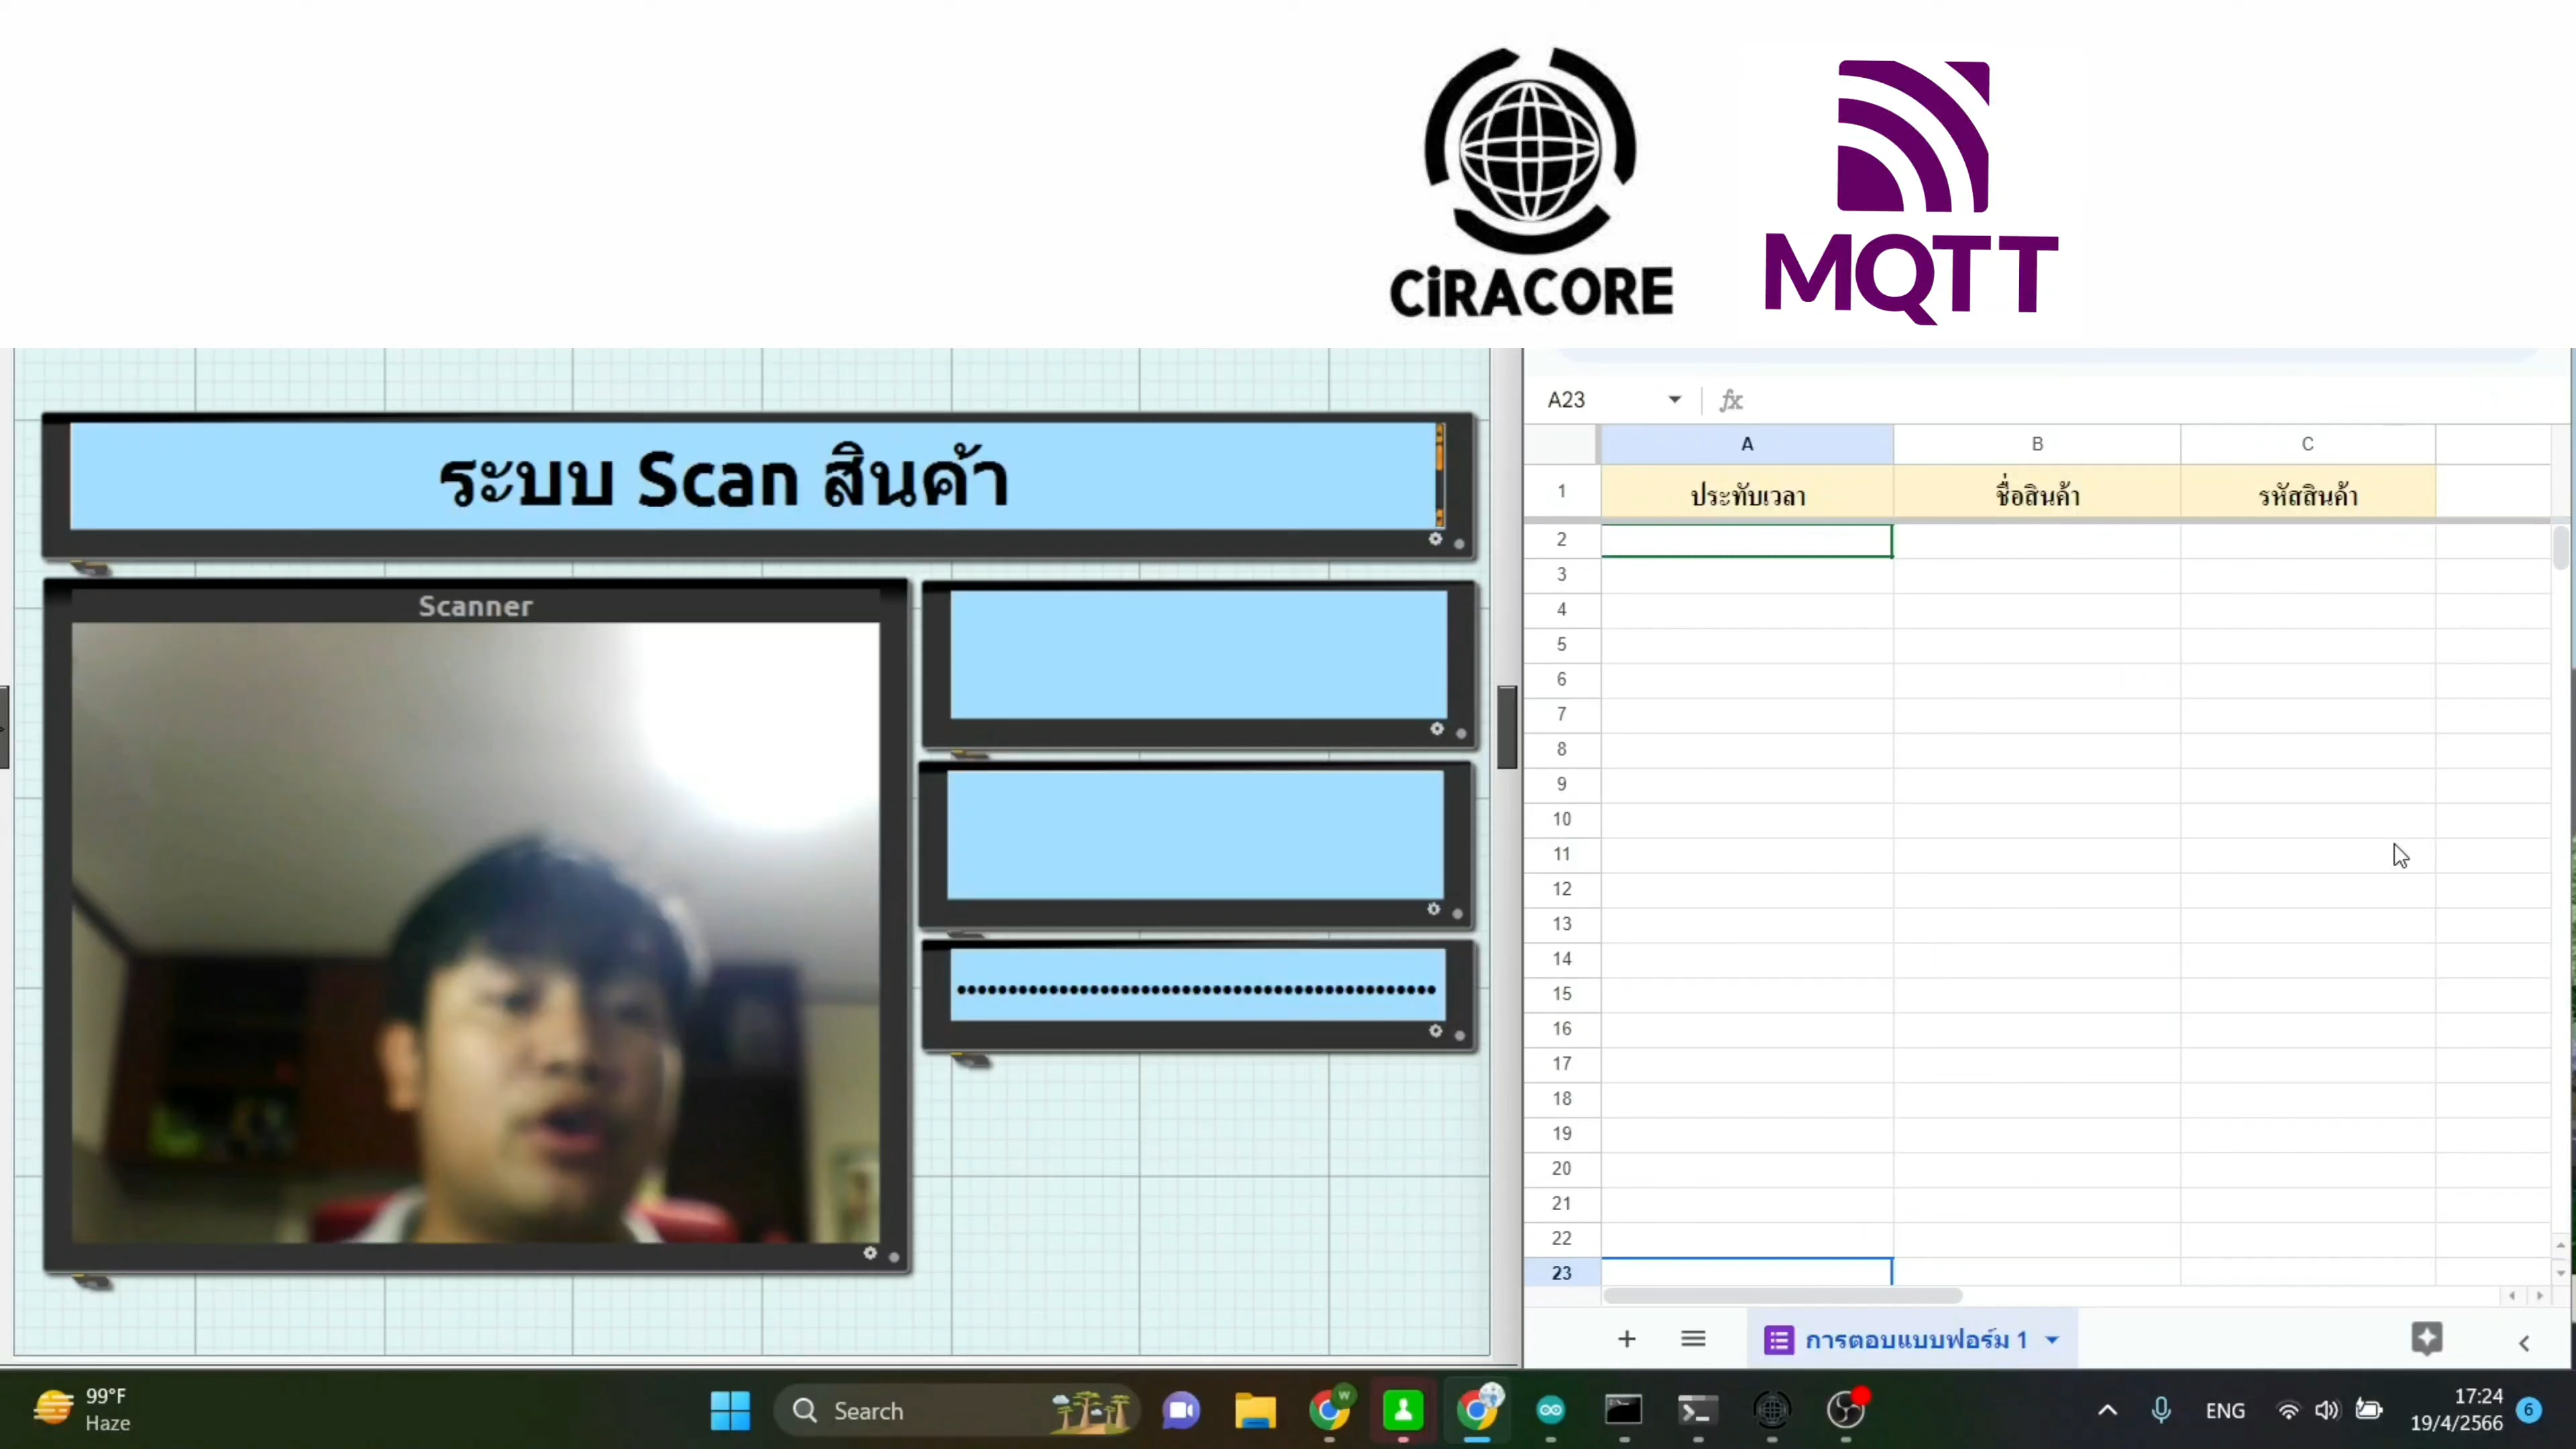 CiRACORE
MQTT
ระบบ Scan สินค้า
Scanner
A23
fx
A B C
1 ประทับเวลา ชื่อสินค้า รหัสสินค้า
2
3
4
5
6
7
8
9
10
11
12
13
14
15
16
17
18
19
20
21
22
23
การตอบแบบฟอร์ม 1
99°F
Haze
Search
W
ENG
17:24
19/4/2566
6